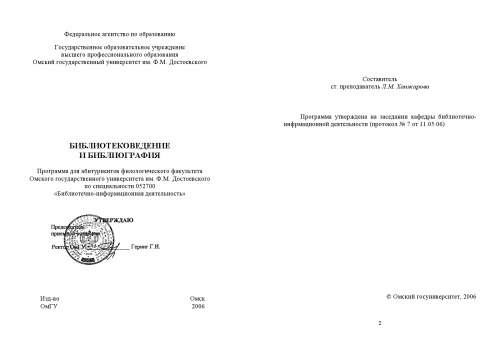 Федеральное агентство по образованию
Государственное образовательное учреждение
высшего профессионального образования
Омский государственный университет им. Ф.М. Достоевского
БИБЛИОТЕКОВЕДЕНИЕ
И БИБЛИОГРАФИЯ
Программа для абитуриентов филологического факультета
Омского государственного университета им. Ф.М. Достоевского
по специальности 052700
«Библиотечно-информационная деятельность»
УТВЕРЖДАЮ
Председатель
приемной комиссии
Ректор ОмГУ Геринг Г.И.
Изд-во Омск
ОмГУ 2006
Составитель
ст. преподаватель Л.М. Ханжарова
Программа утверждена на заседании кафедры библиотечно-
информационной деятельности (протокол № 7 от 11.05.06)
© Омский госуниверситет, 2006
2